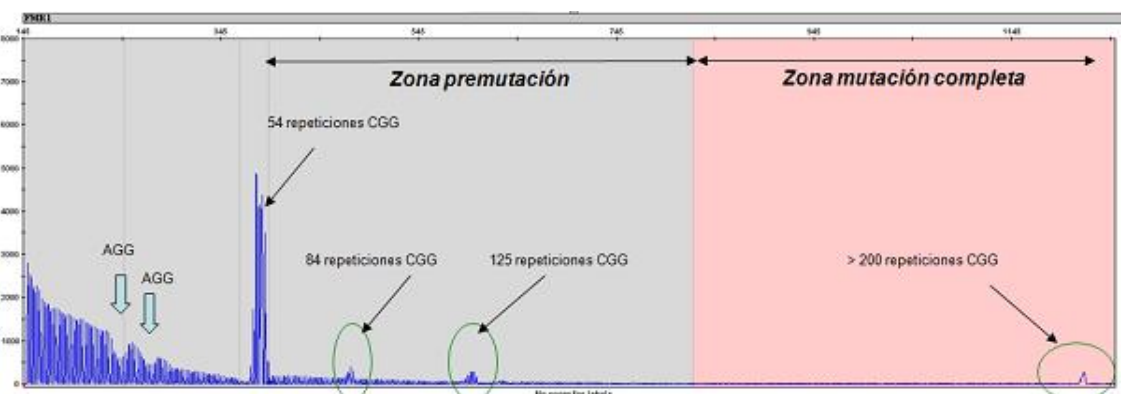 FMR1
145 345 545 745 945 1145
8000
7000
6000
5000
4000
3000
2000
1000
0
Zona premutación
Zona mutación completa
54 repeticiones CGG
AGG
AGG
84 repeticiones CGG
125 repeticiones CGG
> 200 repeticiones CGG